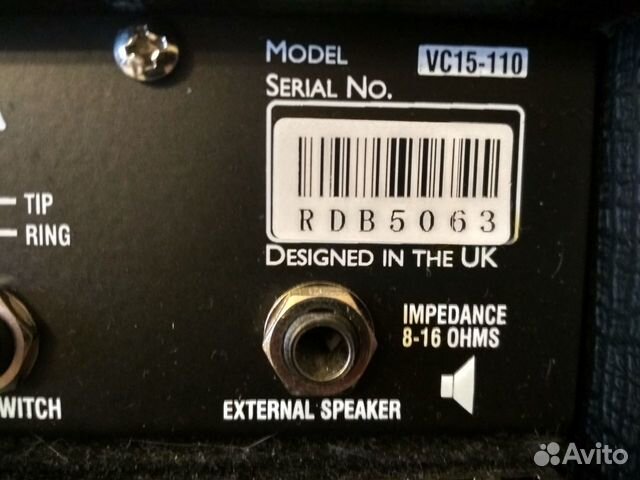 MODEL VC15-110
SERIAL NO.
RDB5063
DESIGNED IN THE UK
TIP
RING
IMPEDANCE
8-16 OHMS
WITCH
EXTERNAL SPEAKER
Avito